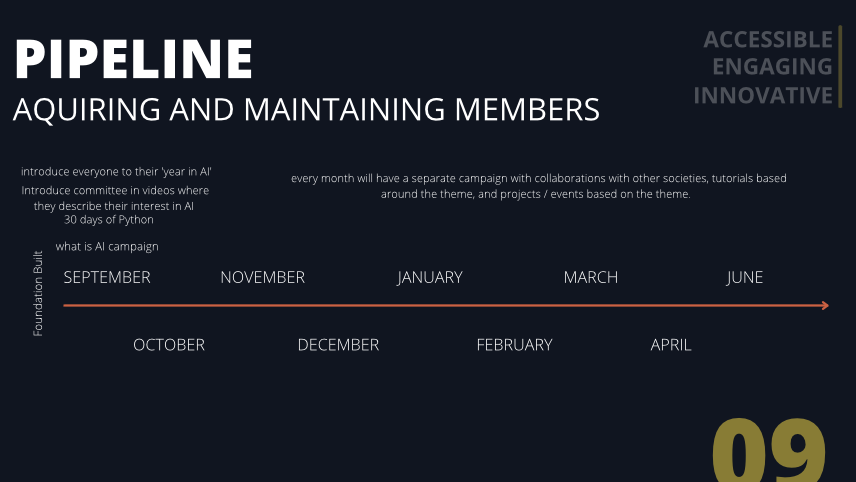 PIPELINE
AQUIRING AND MAINTAINING MEMBERS
ACCESSIBLE
ENGAGING
INNOVATIVE
introduce everyone to their 'year in AI'
Introduce committee in videos where
they describe their interest in AI
30 days of Python
what is AI campaign
every month will have a separate campaign with collaborations with other societies, tutorials based
around the theme, and projects / events based on the theme.
Foundation Built
SEPTEMBER
NOVEMBER
JANUARY
MARCH
JUNE
OCTOBER
DECEMBER
FEBRUARY
APRIL
09